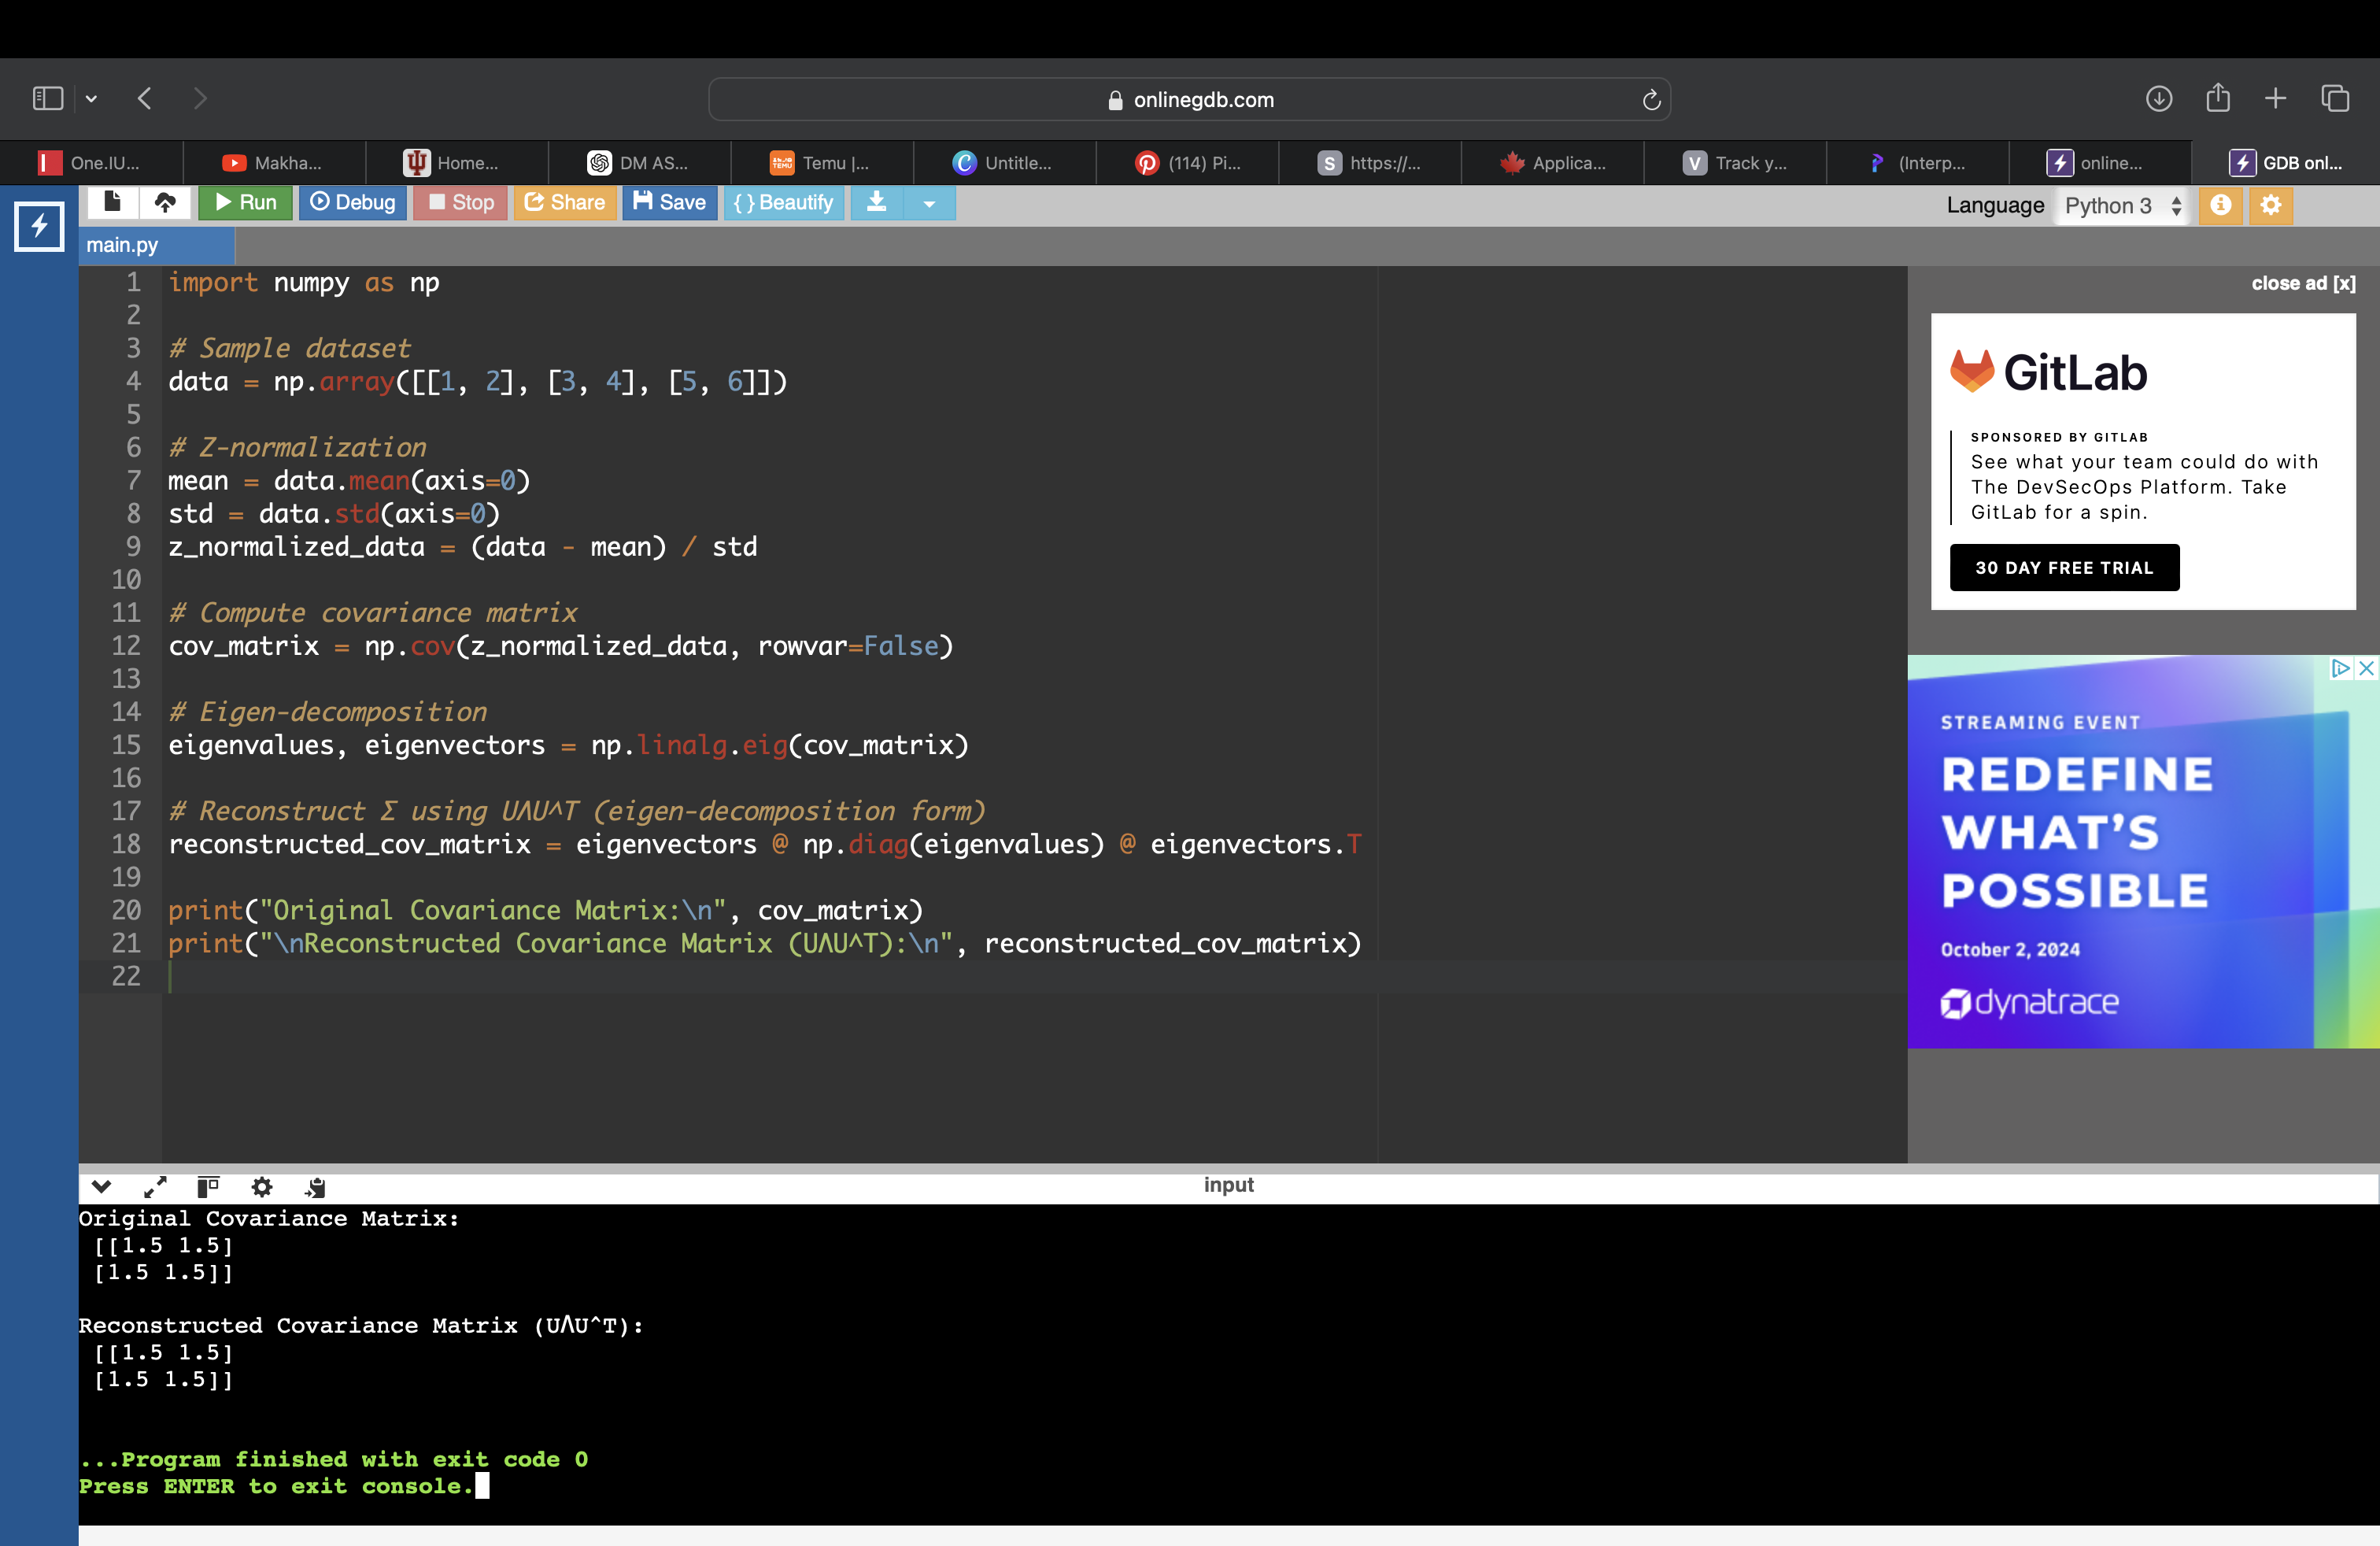 onlinegdb.com
One.IU... Makha... Home... DM AS... Temu |... Untitle... (114) Pi... https://... Applica... Track y... (Interp... online... GDB onl...
Run Debug Stop Share Save { } Beautify Language Python 3
main.py
1 import numpy as np
2
3 # Sample dataset
4 data = np.array([[1, 2], [3, 4], [5, 6]])
5
6 # Z-normalization
7 mean = data.mean(axis=0)
8 std = data.std(axis=0)
9 z_normalized_data = (data - mean) / std
10
11 # Compute covariance matrix
12 cov_matrix = np.cov(z_normalized_data, rowvar=False)
13
14 # Eigen-decomposition
15 eigenvalues, eigenvectors = np.linalg.eig(cov_matrix)
16
17 # Reconstruct Σ using UΛU^T (eigen-decomposition form)
18 reconstructed_cov_matrix = eigenvectors @ np.diag(eigenvalues) @ eigenvectors.T
19
20 print("Original Covariance Matrix:\n", cov_matrix)
21 print("\nReconstructed Covariance Matrix (UΛU^T):\n", reconstructed_cov_matrix)
22
close ad [x]
GitLab
SPONSORED BY GITLAB
See what your team could do with
The DevSecOps Platform. Take
GitLab for a spin.
30 DAY FREE TRIAL
STREAMING EVENT
REDEFINE
WHAT'S
POSSIBLE
October 2, 2024
dynatrace
input
Original Covariance Matrix:
[[1.5 1.5]
[1.5 1.5]]
Reconstructed Covariance Matrix (UΛU^T):
[[1.5 1.5]
[1.5 1.5]]
...Program finished with exit code 0
Press ENTER to exit console.